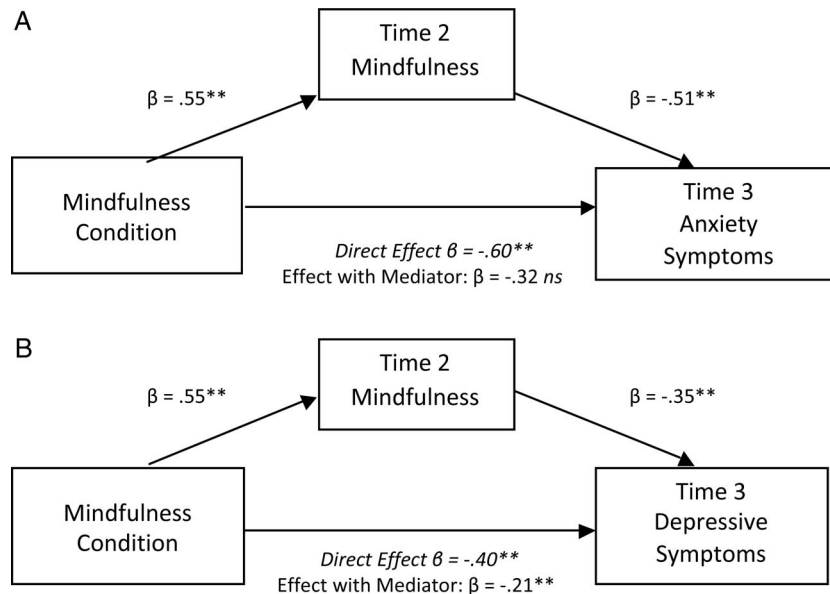 A
Time 2
Mindfulness
β = .55**
β = -.51**
Mindfulness
Condition
Time 3
Anxiety
Symptoms
Direct Effect β = -.60**
Effect with Mediator: β = -.32 ns
B
Time 2
Mindfulness
β = .55**
β = -.35**
Mindfulness
Condition
Time 3
Depressive
Symptoms
Direct Effect β = -.40**
Effect with Mediator: β = -.21**